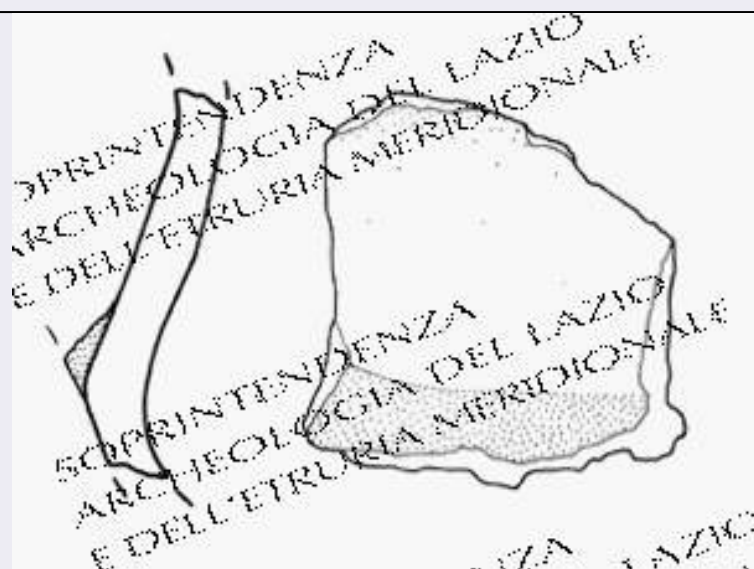 SOPRINTENDENZA
ARCHEOLOGIA DEL LAZIO
E DELL'ETRURIA MERIDIONALE
SOPRINTENDENZA
ARCHEOLOGIA DEL LAZIO
E DELL'ETRURIA MERIDIONALE